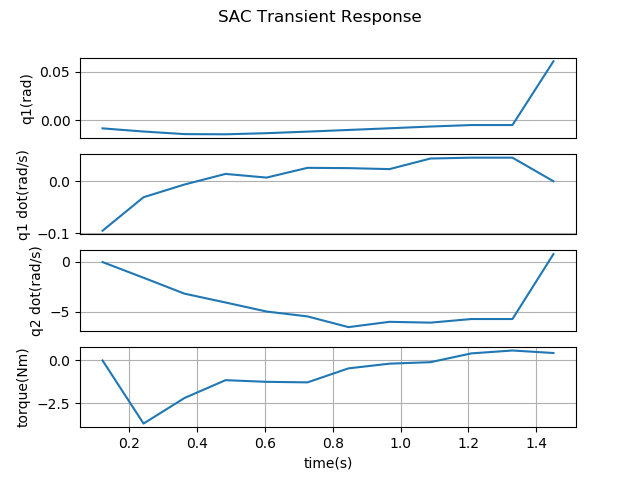 SAC Transient Response
q1(rad)
0.05
0.00
q1 dot(rad/s)
0.0
−0.1
q2 dot(rad/s)
0
−5
torque(Nm)
0.0
−2.5
0.2 0.4 0.6 0.8 1.0 1.2 1.4
time(s)